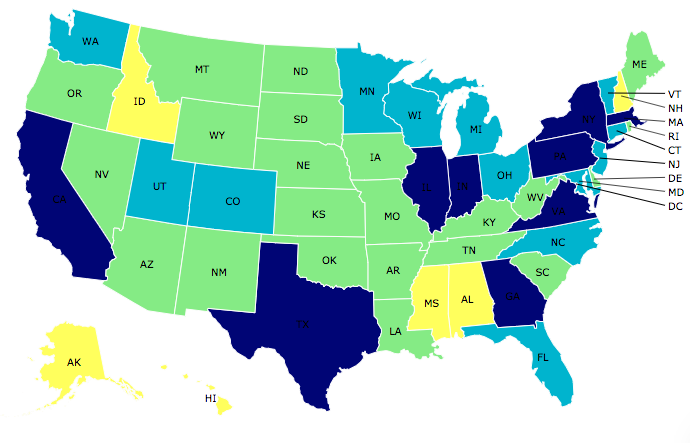 ME
WA
VT
NH
MT
ND
MN
OR
ID
SD
WI
MI
NY
MA
RI
CT
WY
NJ
IA
PA
NE
DE
NV
UT
CO
IL
IN
OH
MD
CA
WV
VA
DC
KS
MO
KY
NC
TN
OK
AZ
NM
AR
SC
MS
AL
GA
TX
LA
FL
AK
HI